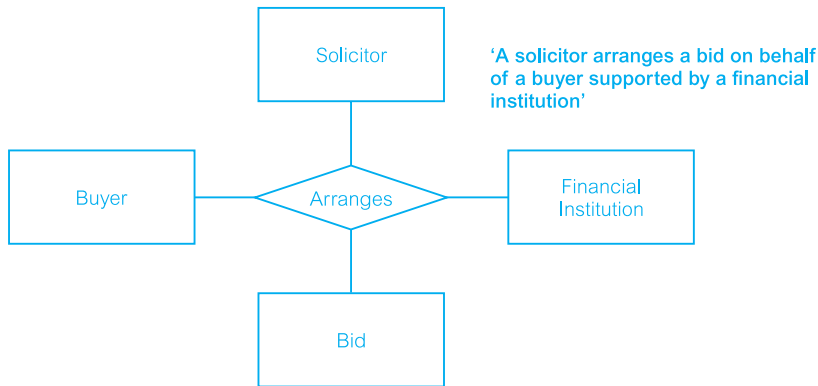 Solicitor
‘A solicitor arranges a bid on behalf
of a buyer supported by a financial
institution’
Buyer
Arranges
Financial
Institution
Bid